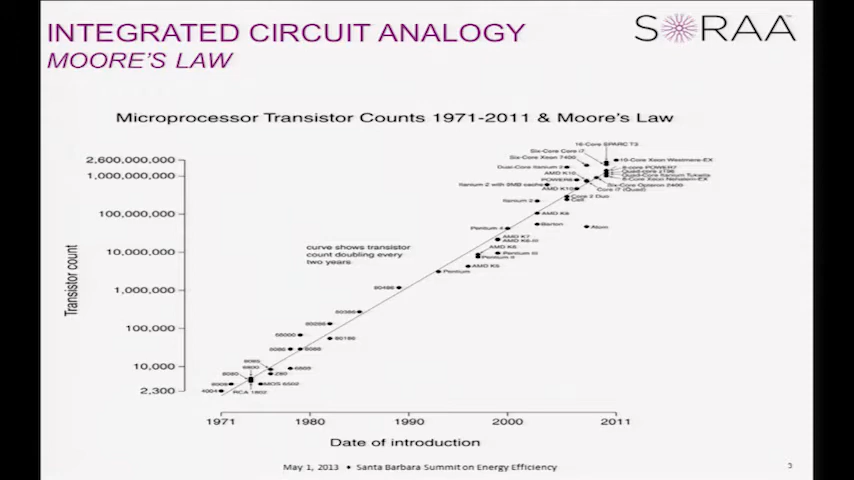 INTEGRATED CIRCUIT ANALOGY
MOORE'S LAW
SORAA
Microprocessor Transistor Counts 1971-2011 & Moore's Law
16-Core SPARC T3
Six-Core Core i7
Six-Core Xeon 7400
10-Core Xeon Westmere-EX
Dual-Core Itanium 2
8-core POWER7
Quad-core z196
AMD K10
Quad-Core Itanium Tukwila
POWER6
8-Core Xeon Nehalem-EX
Itanium 2 with 9MB cache
Six-Core Opteron 2400
AMD K10
Core i7 (Quad)
Core 2 Duo
Itanium 2
Cell
AMD K8
Pentium 4
Barton
Atom
AMD K7
AMD K6-III
curve shows transistor
count doubling every
two years
AMD K6
Pentium III
Pentium II
AMD K5
Pentium
80486
80386
80286
68000
80186
8086
8088
8085
6800
6809
8080
Z80
8008
MOS 6502
4004
RCA 1802
2,600,000,000
1,000,000,000
100,000,000
10,000,000
1,000,000
100,000
10,000
2,300
Transistor count
1971
1980
1990
2000
2011
Date of introduction
May 1, 2013 • Santa Barbara Summit on Energy Efficiency
3